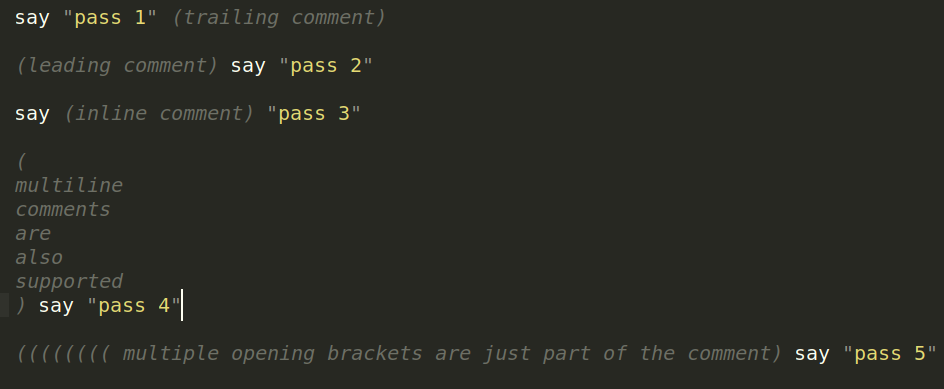 say "pass 1" (trailing comment)
(leading comment) say "pass 2"
say (inline comment) "pass 3"
(
multiline
comments
are
also
supported
) say "pass 4"
(((((((( multiple opening brackets are just part of the comment) say "pass 5"